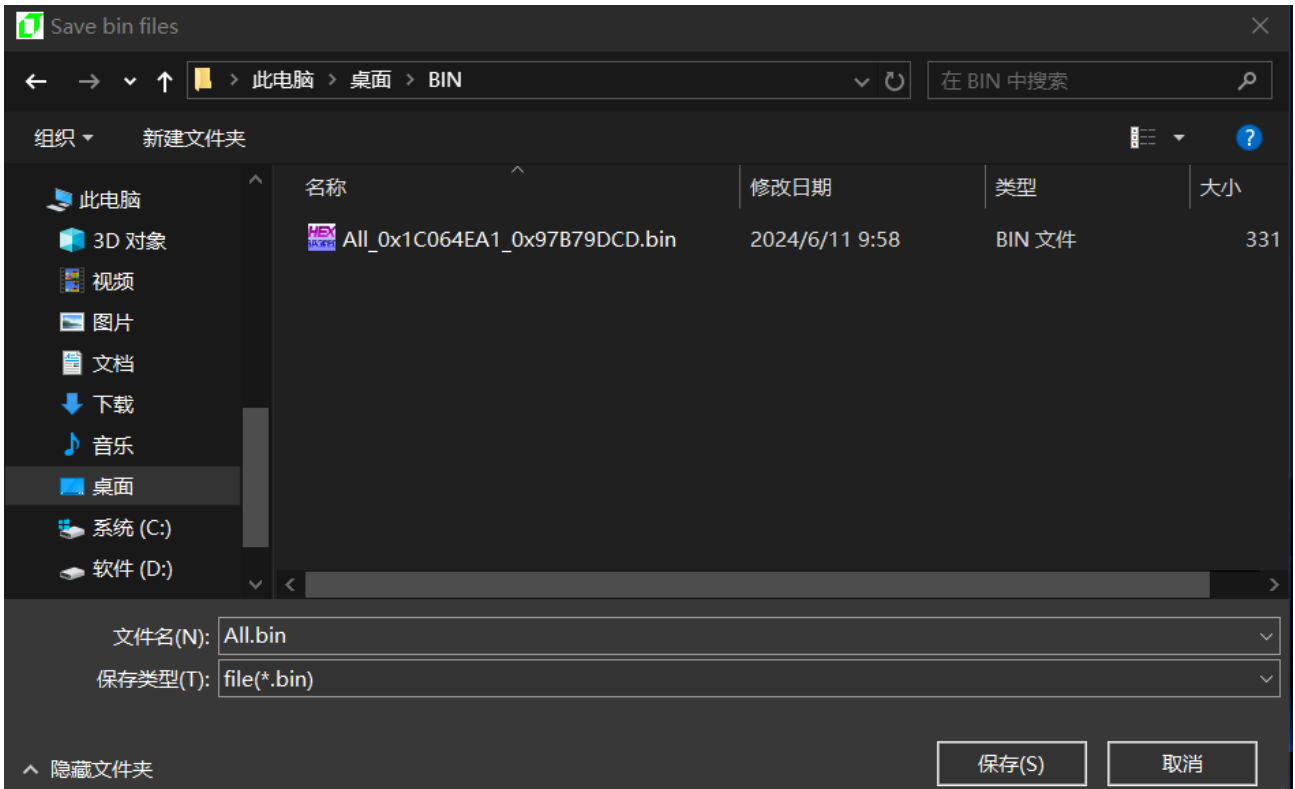 Save bin files
此电脑 > 桌面 > BIN
在 BIN 中搜索
组织
新建文件夹
名称 修改日期 类型 大小
All_0x1C064EA1_0x97B79DCD.bin 2024/6/11 9:58 BIN 文件 331
此电脑
3D 对象
视频
图片
文档
下载
音乐
桌面
系统 (C:)
软件 (D:)
文件名(N): All.bin
保存类型(T): file(*.bin)
隐藏文件夹
保存(S)
取消